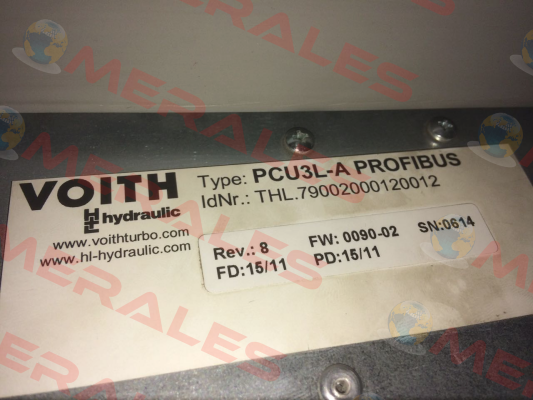 VOITH
HL hydraulic
www.voithturbo.com
www.hl-hydraulic.com
Type: PCU3L-A PROFIBUS
IdNr.: THL.79002000120012
Rev.: 8 FW: 0090-02 SN:0614
FD:15/11 PD:15/11
MERALES
MERALES
MERALES